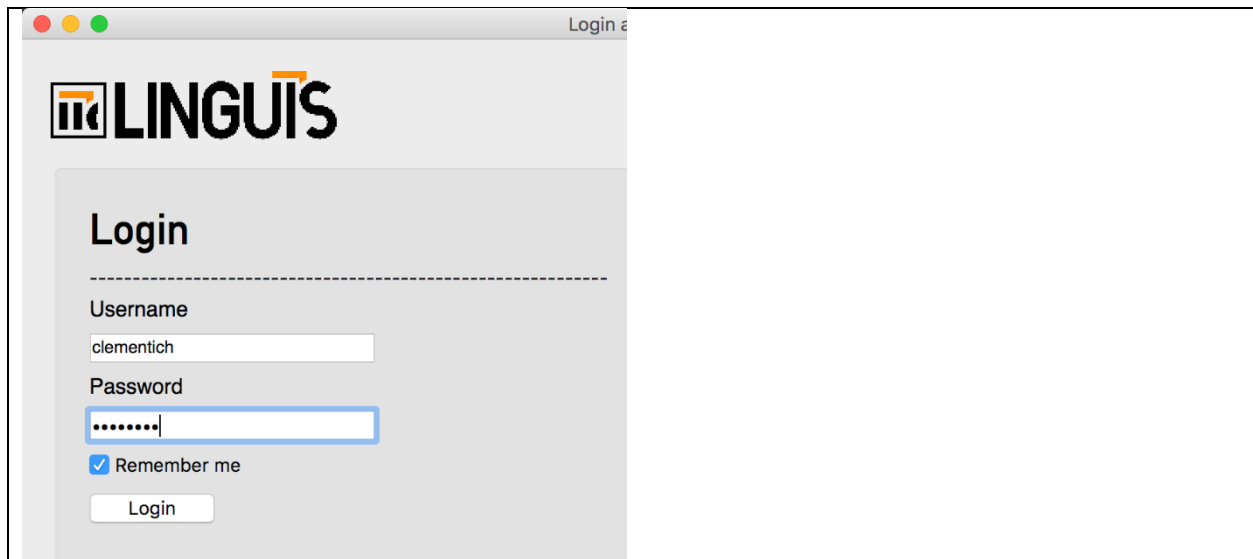 Login a
LINGUIS
Login
------------------------------------------------------------
Username
clementich
Password
••••••••
Remember me
Login